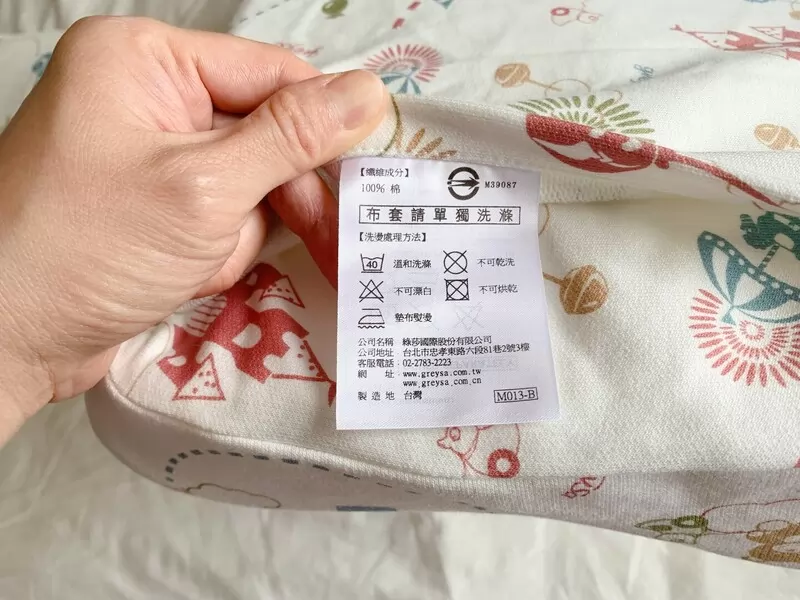 【纖維成分】
100% 棉
M39087
布套請單獨洗滌
【洗燙處理方法】
40 溫和洗滌 不可乾洗
不可漂白 不可烘乾
墊布熨燙
公司名稱 綠莎國際股份有限公司
公司地址 台北市忠孝東路六段81巷2號3樓
客服電話 02-2783-2223
網 址 www.greysa.com.tw
www.greysa.com.cn
製造地 台灣 M013-B